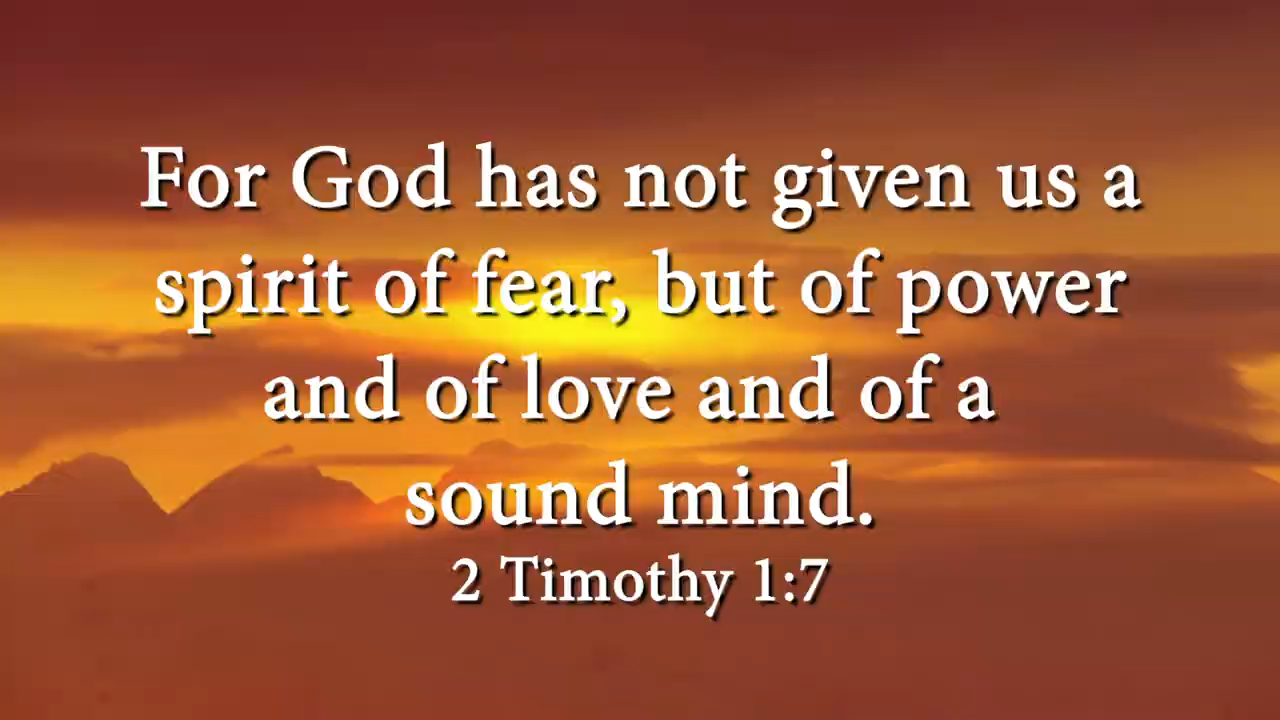 For God has not given us a
spirit of fear, but of power
and of love and of a
sound mind.
2 Timothy 1:7